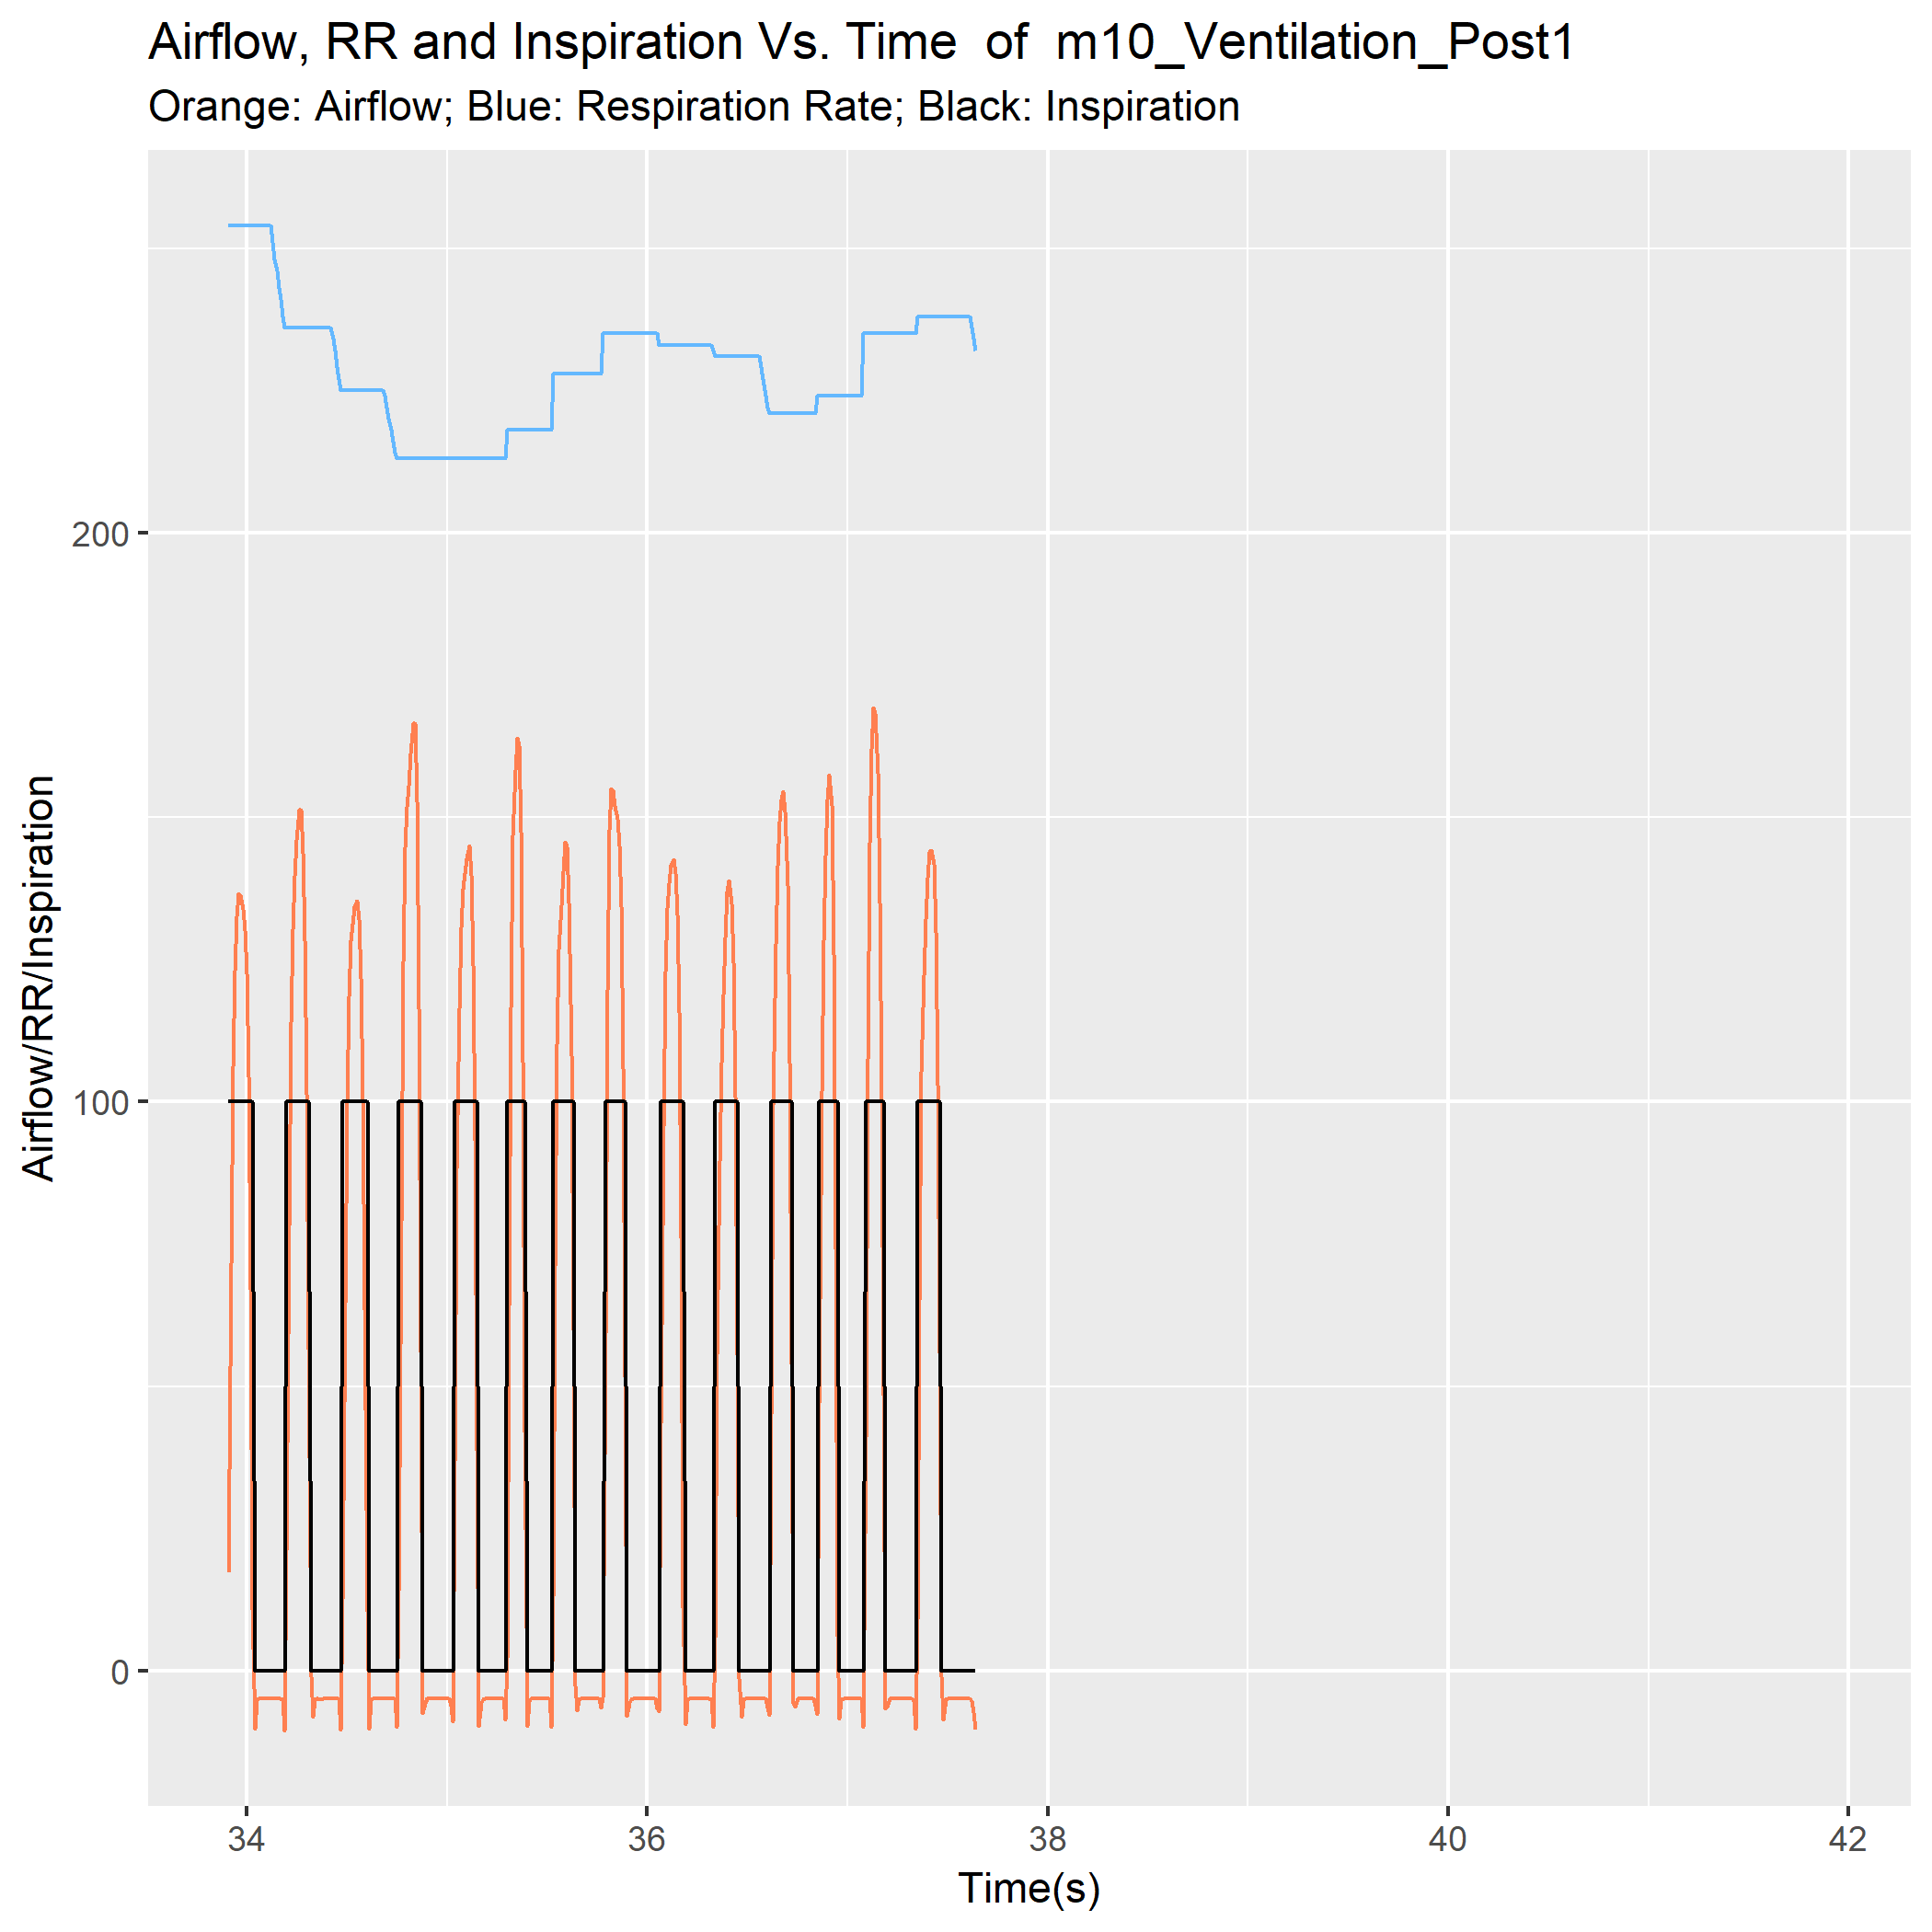 Airflow, RR and Inspiration Vs. Time  of  m10_Ventilation_Post1
Orange: Airflow; Blue: Respiration Rate; Black: Inspiration
Airflow/RR/Inspiration
200
100
0
34 36 38 40 42
Time(s)